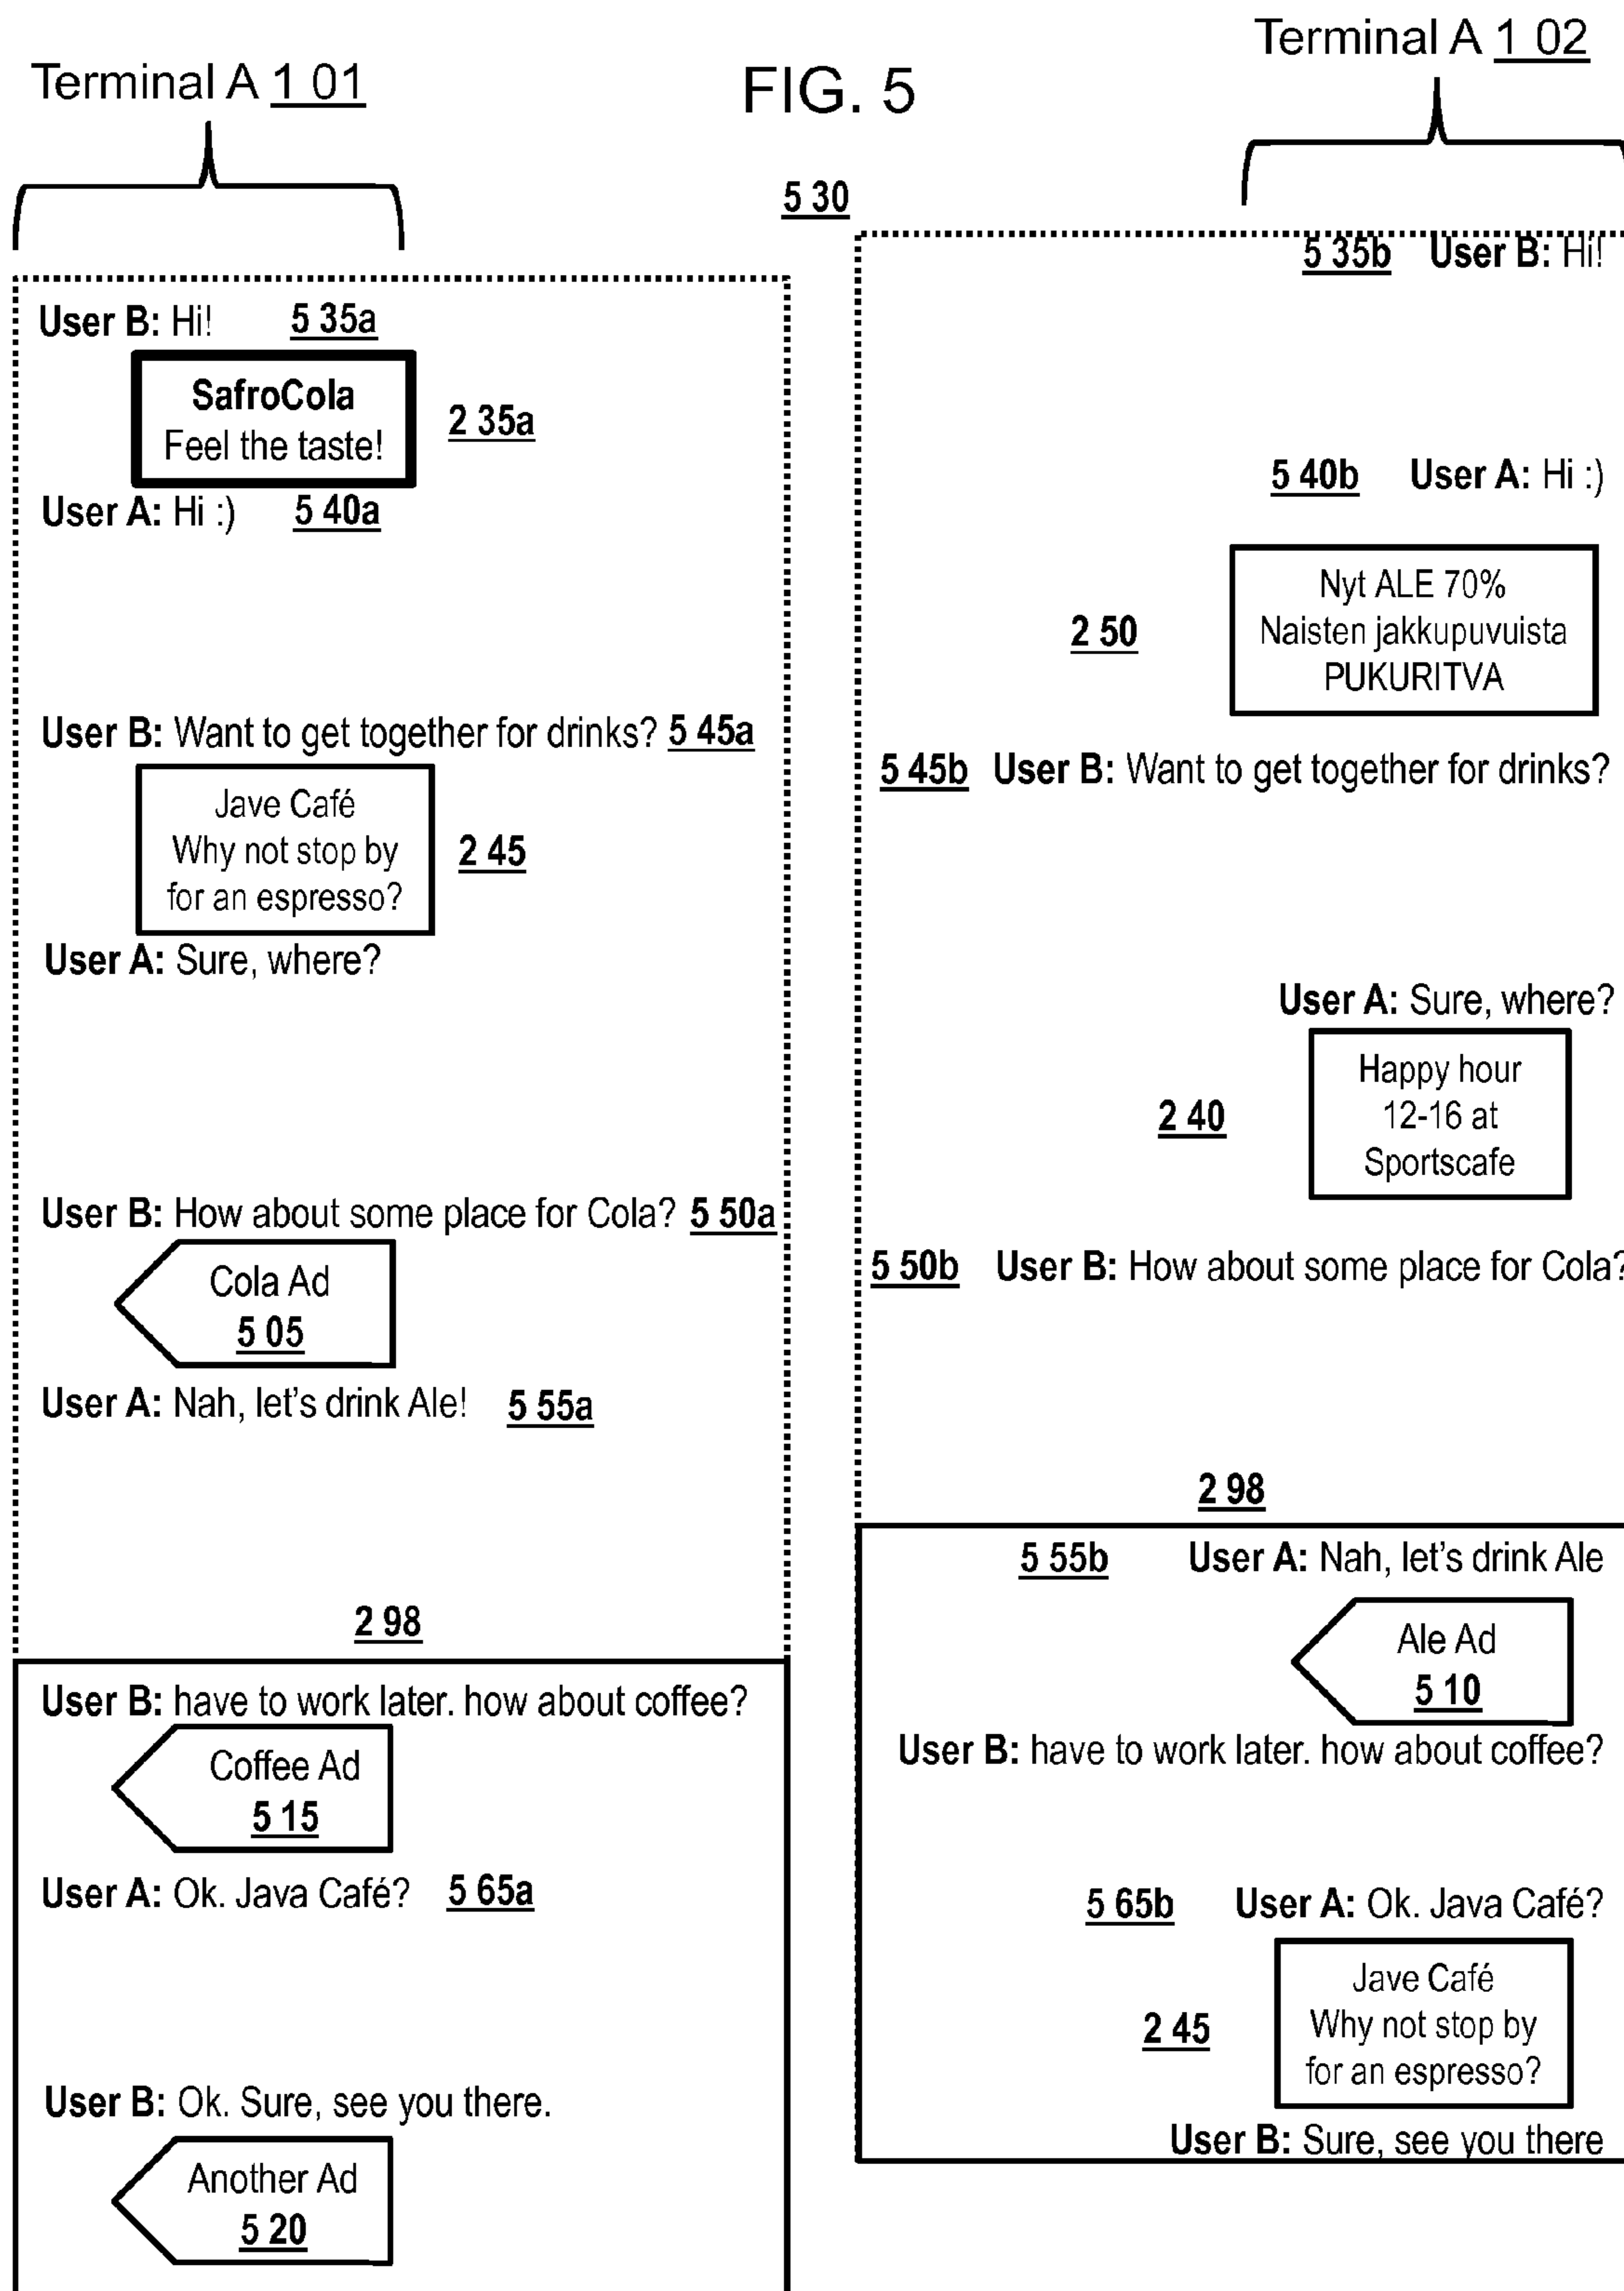 Terminal A 1 01
FIG. 5
Terminal A 1 02
5 30
User B: Hi! 5 35a
SafroCola
Feel the taste!
2 35a
User A: Hi :) 5 40a
User B: Want to get together for drinks? 5 45a
Jave Café
Why not stop by
for an espresso?
2 45
User A: Sure, where?
User B: How about some place for Cola? 5 50a
Cola Ad
5 05
User A: Nah, let's drink Ale! 5 55a
2 98
User B: have to work later. how about coffee?
Coffee Ad
5 15
User A: Ok. Java Café? 5 65a
User B: Ok. Sure, see you there.
Another Ad
5 20
5 35b User B: Hi!
5 40b User A: Hi :)
2 50
Nyt ALE 70%
Naisten jakkupuvuista
PUKURITVA
5 45b User B: Want to get together for drinks?
User A: Sure, where?
2 40
Happy hour
12-16 at
Sportscafe
5 50b User B: How about some place for Cola?
2 98
5 55b User A: Nah, let's drink Ale
Ale Ad
5 10
User B: have to work later. how about coffee?
5 65b User A: Ok. Java Café?
2 45
Jave Café
Why not stop by
for an espresso?
User B: Sure, see you there